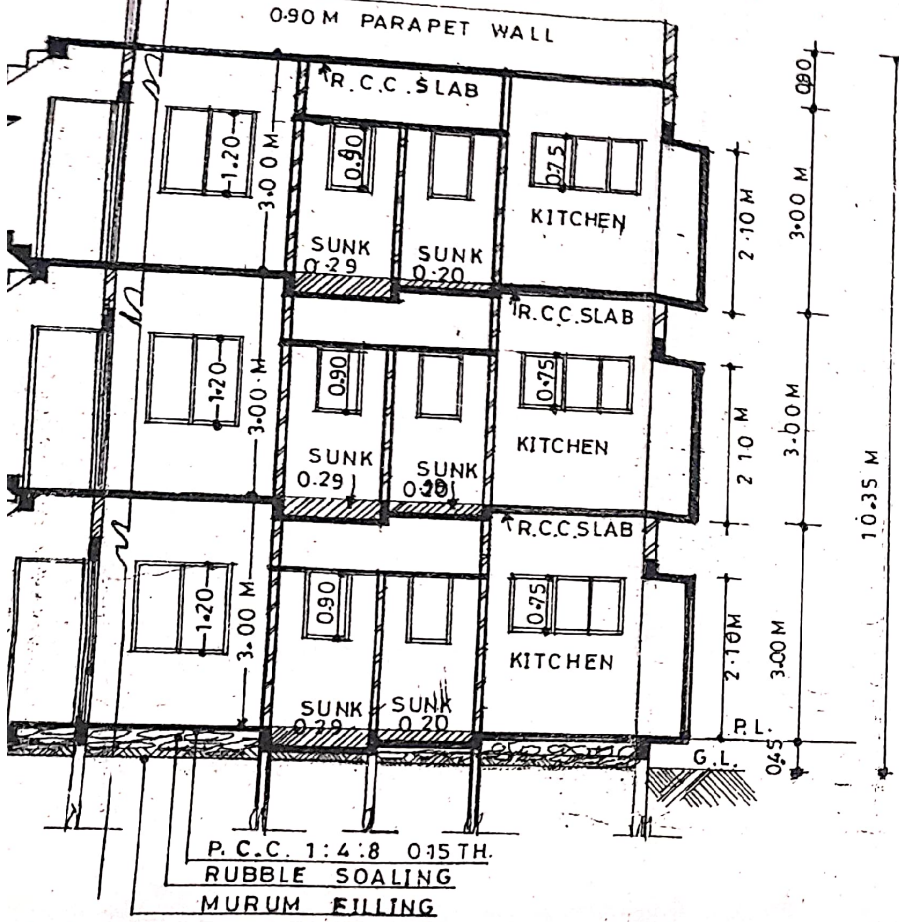 0.90 M PARAPET WALL
R.C.C. SLAB
0.90
1.20
3.00 M
0.90
0.75
KITCHEN
2.10 M
3.00 M
SUNK
0.29
SUNK
0.20
R.C.C. SLAB
1.20
3.00 M
0.90
0.75
KITCHEN
2.10 M
3.00 M
10.35 M
SUNK
0.29
SUNK
0.20
R.C.C. SLAB
1.20
3.00 M
0.90
0.75
KITCHEN
2.10 M
3.00 M
SUNK
0.29
SUNK
0.20
P.L.
G.L.
0.45
P.C.C. 1:4:8 0.15 TH.
RUBBLE SOALING
MURUM FILLING